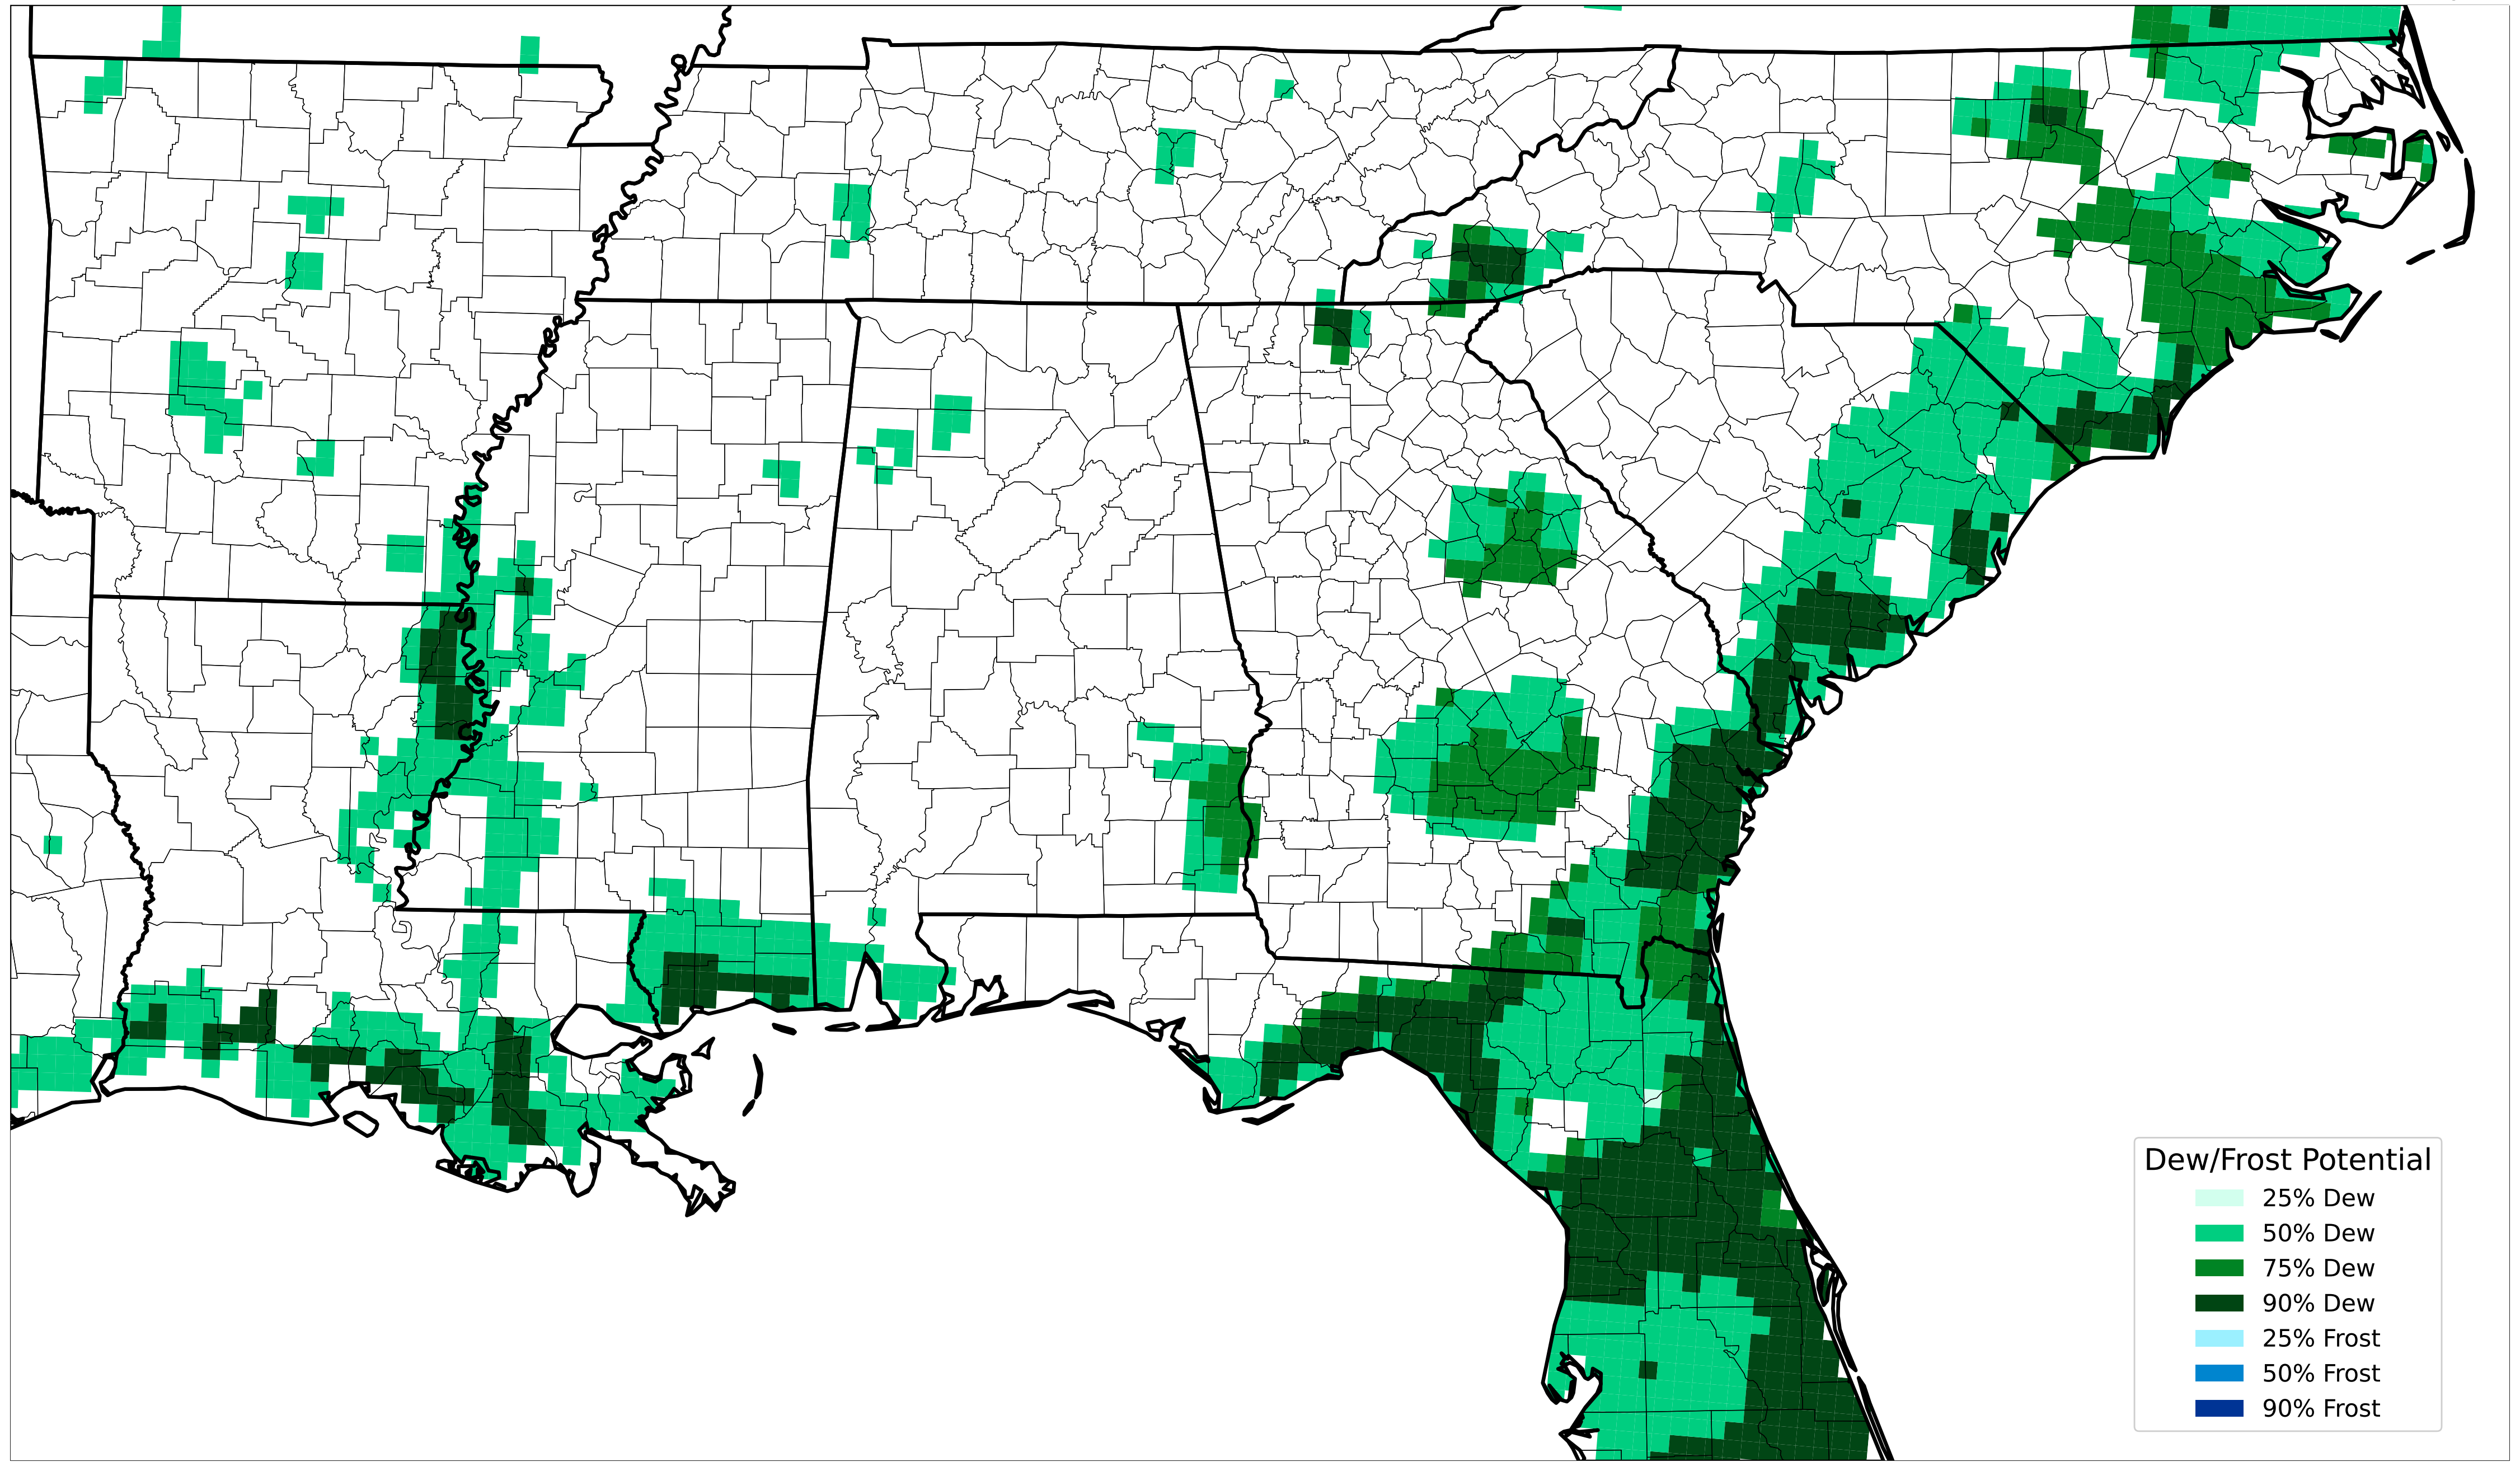 Dew/Frost Potential
25% Dew
50% Dew
75% Dew
90% Dew
25% Frost
50% Frost
90% Frost